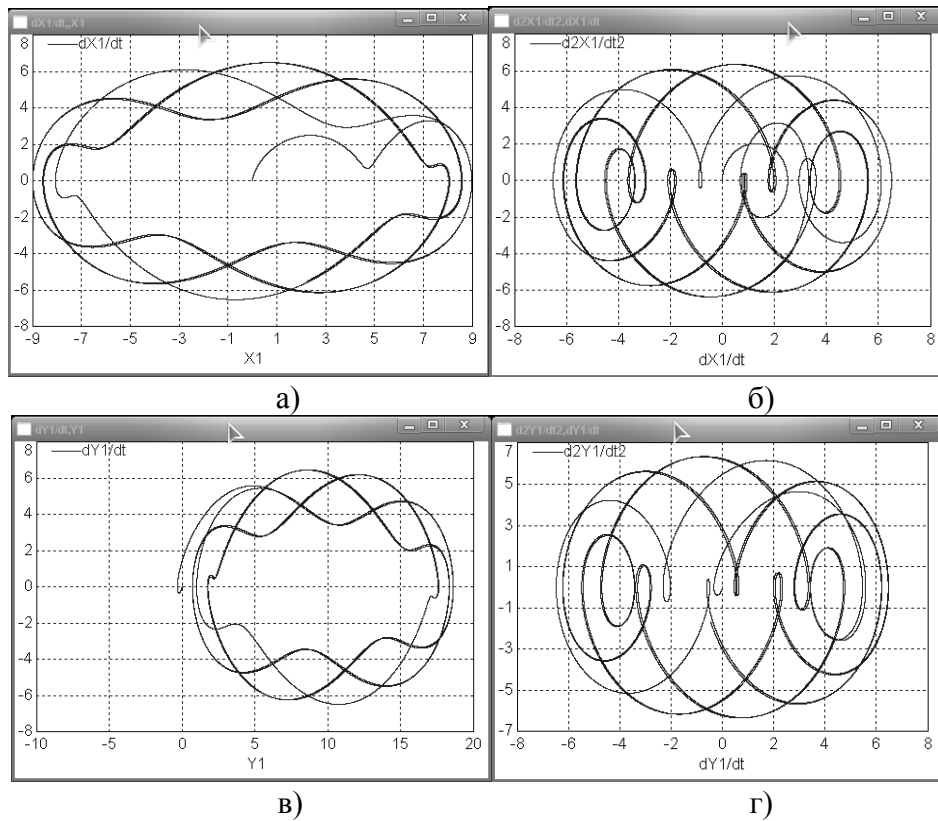 dX1/dt,,X1
d2X1/dt2,dX1/dt
dX1/dt
8
6
4
2
0
-2
-4
-6
-8
-9 -7 -5 -3 -1 1 3 5 7 9
X1
d2X1/dt2
8
6
4
2
0
-2
-4
-6
-8
-8 -6 -4 -2 0 2 4 6 8
dX1/dt
а)
б)
dY1/dt,Y1
d2Y1/dt2,dY1/dt
dY1/dt
8
6
4
2
0
-2
-4
-6
-8
-10 -5 0 5 10 15 20
Y1
d2Y1/dt2
7
5
3
1
-1
-3
-5
-7
-8 -6 -4 -2 0 2 4 6 8
dY1/dt
в)
г)